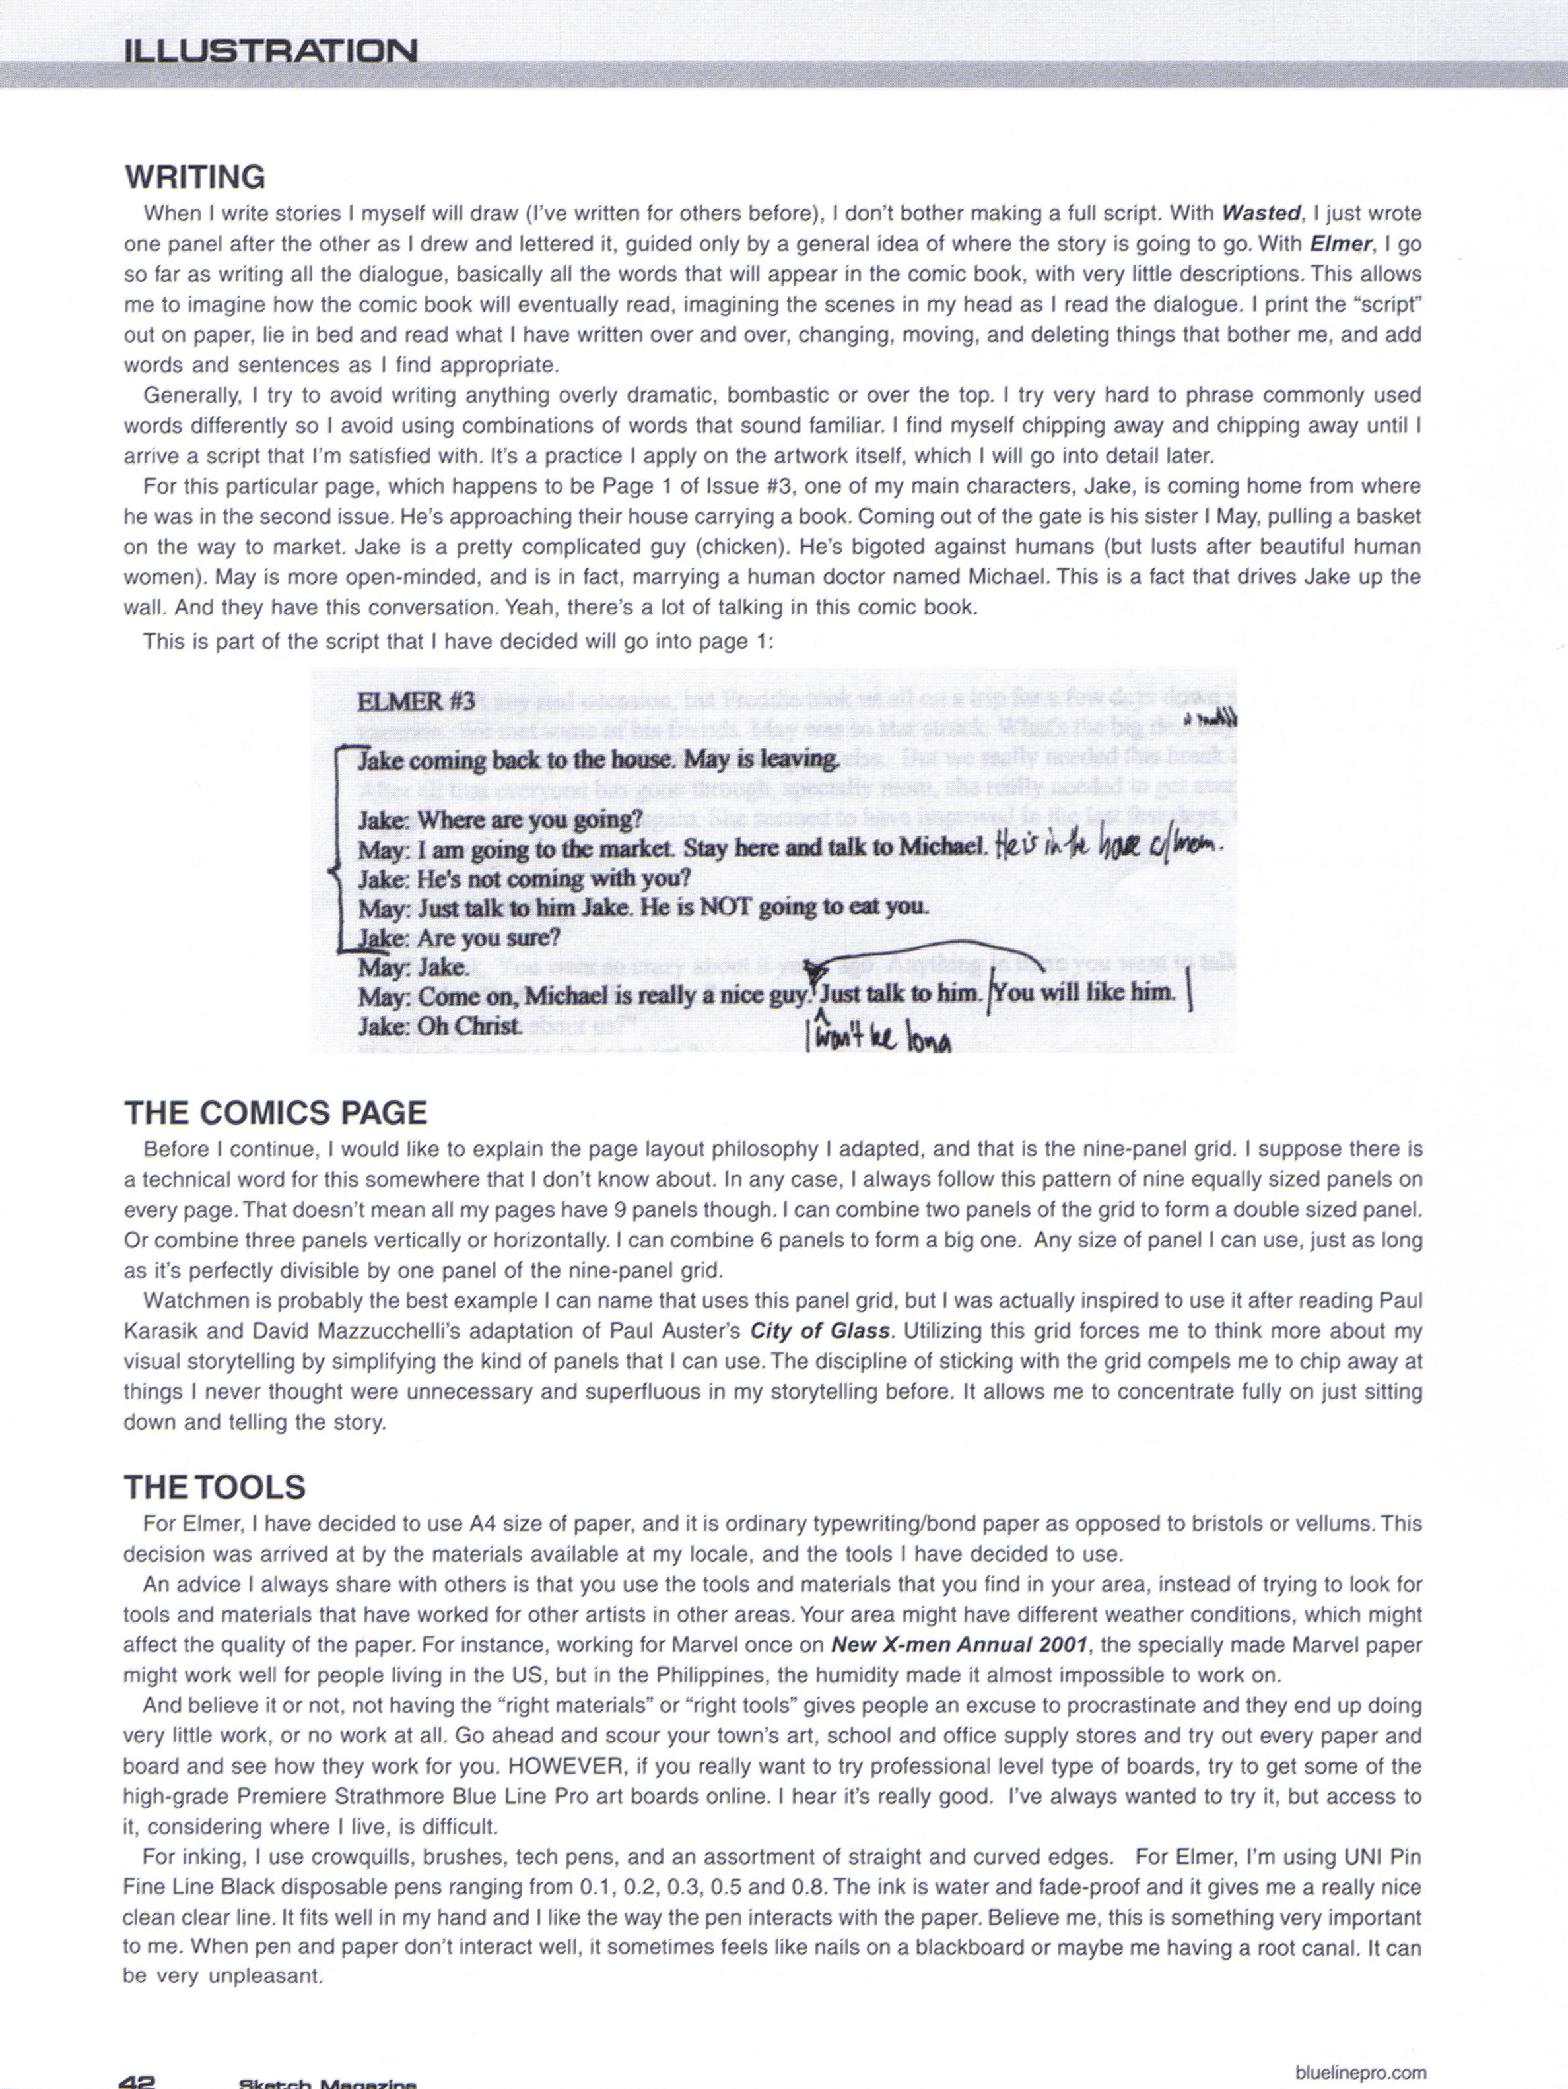 ILLUSTRATION
WRITING
When I write stories I myself will draw (I've written for others before), I don't bother making a full script. With Wasted, I just wrote
one panel after the other as I drew and lettered it, guided only by a general idea of where the story is going to go. With Elmer, I go
so far as writing all the dialogue, basically all the words that will appear in the comic book, with very little descriptions. This allows
me to imagine how the comic book will eventually read, imagining the scenes in my head as I read the dialogue. I print the “script”
out on paper, lie in bed and read what I have written over and over, changing, moving, and deleting things that bother me, and add
words and sentences as I find appropriate.
Generally, I try to avoid writing anything overly dramatic, bombastic or over the top. I try very hard to phrase commonly used
words differently so I avoid using combinations of words that sound familiar. I find myself chipping away and chipping away until I
arrive a script that I'm satisfied with. It's a practice I apply on the artwork itself, which I will go into detail later.
For this particular page, which happens to be Page 1 of Issue #3, one of my main characters, Jake, is coming home from where
he was in the second issue. He's approaching their house carrying a book. Coming out of the gate is his sister I May, pulling a basket
on the way to market. Jake is a pretty complicated guy (chicken). He's bigoted against humans (but lusts after beautiful human
women). May is more open-minded, and is in fact, marrying a human doctor named Michael. This is a fact that drives Jake up the
wall. And they have this conversation. Yeah, there's a lot of talking in this comic book.
This is part of the script that I have decided will go into page 1:
ELMER #3
Jake coming back to the house. May is leaving.
Jake: Where are you going?
May: I am going to the market. Stay here and talk to Michael. He is in the house c/mom.
Jake: He's not coming with you?
May: Just talk to him Jake. He is NOT going to eat you.
Jake: Are you sure?
May: Jake.
May: Come on, Michael is really a nice guy. Just talk to him. You will like him.
I won't be long
Jake: Oh Christ.
THE COMICS PAGE
Before I continue, I would like to explain the page layout philosophy I adapted, and that is the nine-panel grid. I suppose there is
a technical word for this somewhere that I don't know about. In any case, I always follow this pattern of nine equally sized panels on
every page. That doesn't mean all my pages have 9 panels though. I can combine two panels of the grid to form a double sized panel.
Or combine three panels vertically or horizontally. I can combine 6 panels to form a big one. Any size of panel I can use, just as long
as it's perfectly divisible by one panel of the nine-panel grid.
Watchmen is probably the best example I can name that uses this panel grid, but I was actually inspired to use it after reading Paul
Karasik and David Mazzucchelli's adaptation of Paul Auster's City of Glass. Utilizing this grid forces me to think more about my
visual storytelling by simplifying the kind of panels that I can use. The discipline of sticking with the grid compels me to chip away at
things I never thought were unnecessary and superfluous in my storytelling before. It allows me to concentrate fully on just sitting
down and telling the story.
THE TOOLS
For Elmer, I have decided to use A4 size of paper, and it is ordinary typewriting/bond paper as opposed to bristols or vellums. This
decision was arrived at by the materials available at my locale, and the tools I have decided to use.
An advice I always share with others is that you use the tools and materials that you find in your area, instead of trying to look for
tools and materials that have worked for other artists in other areas. Your area might have different weather conditions, which might
affect the quality of the paper. For instance, working for Marvel once on New X-men Annual 2001, the specially made Marvel paper
might work well for people living in the US, but in the Philippines, the humidity made it almost impossible to work on.
And believe it or not, not having the “right materials” or “right tools” gives people an excuse to procrastinate and they end up doing
very little work, or no work at all. Go ahead and scour your town's art, school and office supply stores and try out every paper and
board and see how they work for you. HOWEVER, if you really want to try professional level type of boards, try to get some of the
high-grade Premiere Strathmore Blue Line Pro art boards online. I hear it's really good. I've always wanted to try it, but access to
it, considering where I live, is difficult.
For inking, I use crowquills, brushes, tech pens, and an assortment of straight and curved edges. For Elmer, I'm using UNI Pin
Fine Line Black disposable pens ranging from 0.1, 0.2, 0.3, 0.5 and 0.8. The ink is water and fade-proof and it gives me a really nice
clean clear line. It fits well in my hand and I like the way the pen interacts with the paper. Believe me, this is something very important
to me. When pen and paper don't interact well, it sometimes feels like nails on a blackboard or maybe me having a root canal. It can
be very unpleasant.
42 Sketch Magazine
bluelinepro.com